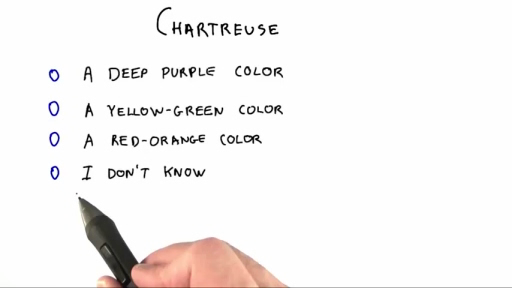 CHARTREUSE
A DEEP PURPLE COLOR
A YELLOW-GREEN COLOR
A RED-ORANGE COLOR
I DON'T KNOW